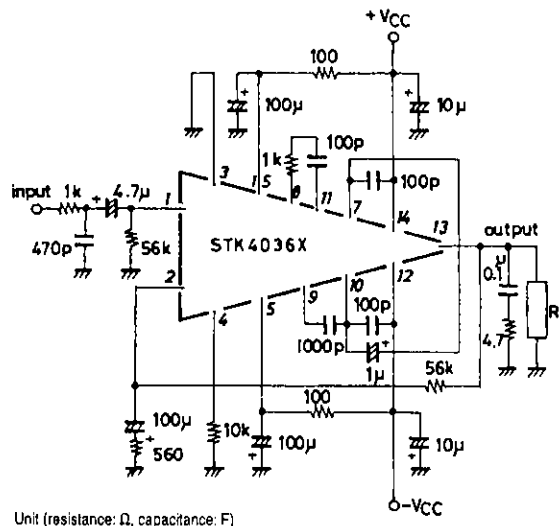 +VCC
100
100μ
10μ
1k
100p
100p
input
1k
4.7μ
470p
56k
1
2
3
15
8
11
7
14
13
STK4036X
output
0.1μ
4.7
R
4
5
9
10
12
1000p
100p
1μ
56k
100
100μ
560
10k
100μ
10μ
-VCC
Unit (resistance: Ω, capacitance: F)